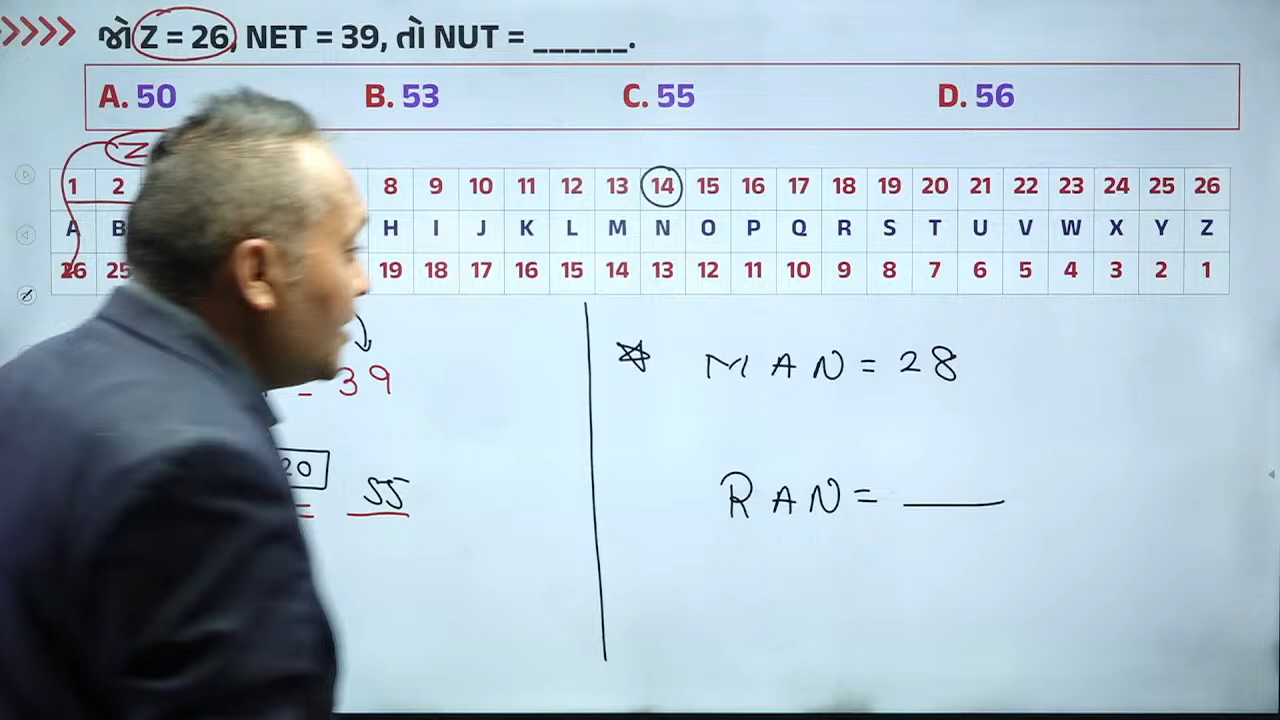 જો Z = 26, NET = 39, તો NUT = ______.
A. 50 B. 53 C. 55 D. 56
Z
1 2 8 9 10 11 12 13 14 15 16 17 18 19 20 21 22 23 24 25 26
A B H I J K L M N O P Q R S T U V W X Y Z
26 25 19 18 17 16 15 14 13 12 11 10 9 8 7 6 5 4 3 2 1
MAN = 28
39
20
= 55
RAN = ____